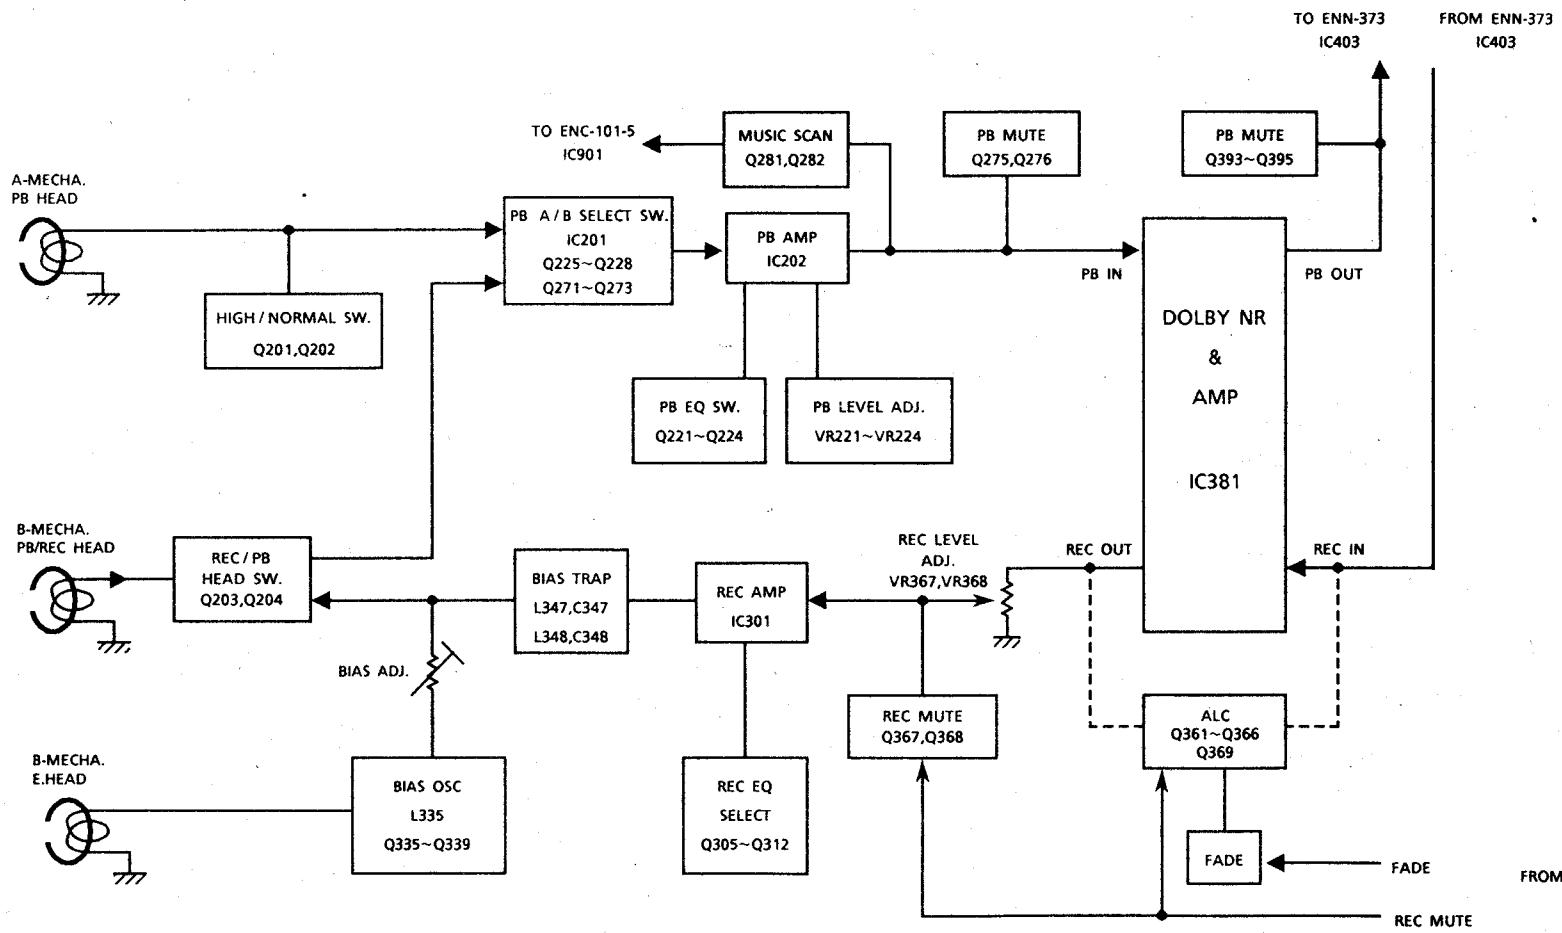 TO ENN-373
IC403
FROM ENN-373
IC403
TO ENC-101-5
IC901
MUSIC SCAN
Q281,Q282
PB MUTE
Q275,Q276
PB MUTE
Q393~Q395
A-MECHA.
PB HEAD
PB A/B SELECT SW.
IC201
Q225~Q228
Q271~Q273
PB AMP
IC202
PB IN
PB OUT
HIGH/NORMAL SW.
Q201,Q202
DOLBY NR
&
AMP
IC381
PB EQ SW.
Q221~Q224
PB LEVEL ADJ.
VR221~VR224
B-MECHA.
PB/REC HEAD
REC/PB
HEAD SW.
Q203,Q204
BIAS TRAP
L347,C347
L348,C348
REC AMP
IC301
REC LEVEL
ADJ.
VR367,VR368
REC OUT
REC IN
BIAS ADJ.
REC MUTE
Q367,Q368
ALC
Q361~Q366
Q369
B-MECHA.
E.HEAD
BIAS OSC
L335
Q335~Q339
REC EQ
SELECT
Q305~Q312
FADE
FADE
FROM
REC MUTE